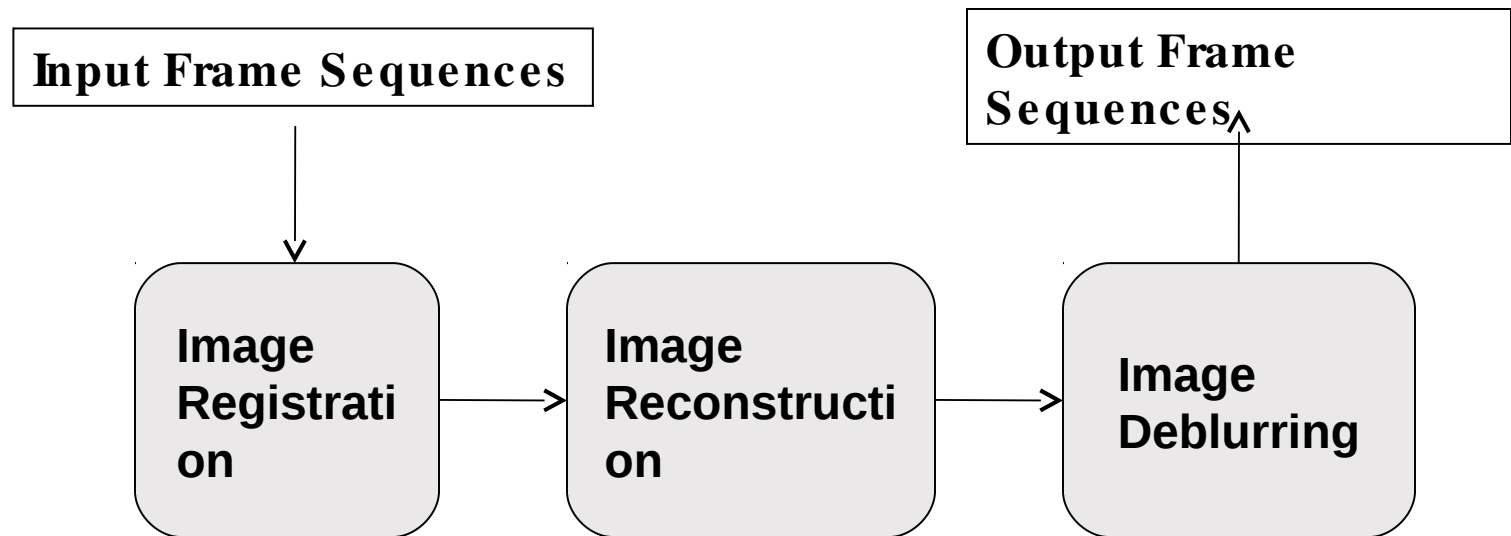 Input Frame Sequences
Output Frame
Sequences
Image
Registrati
on
Image
Reconstructi
on
Image
Deblurring